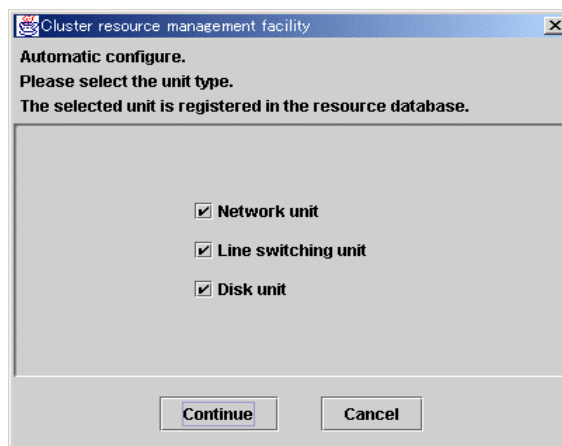 Cluster resource management facility
Automatic configure.
Please select the unit type.
The selected unit is registered in the resource database.
Network unit
Line switching unit
Disk unit
Continue Cancel